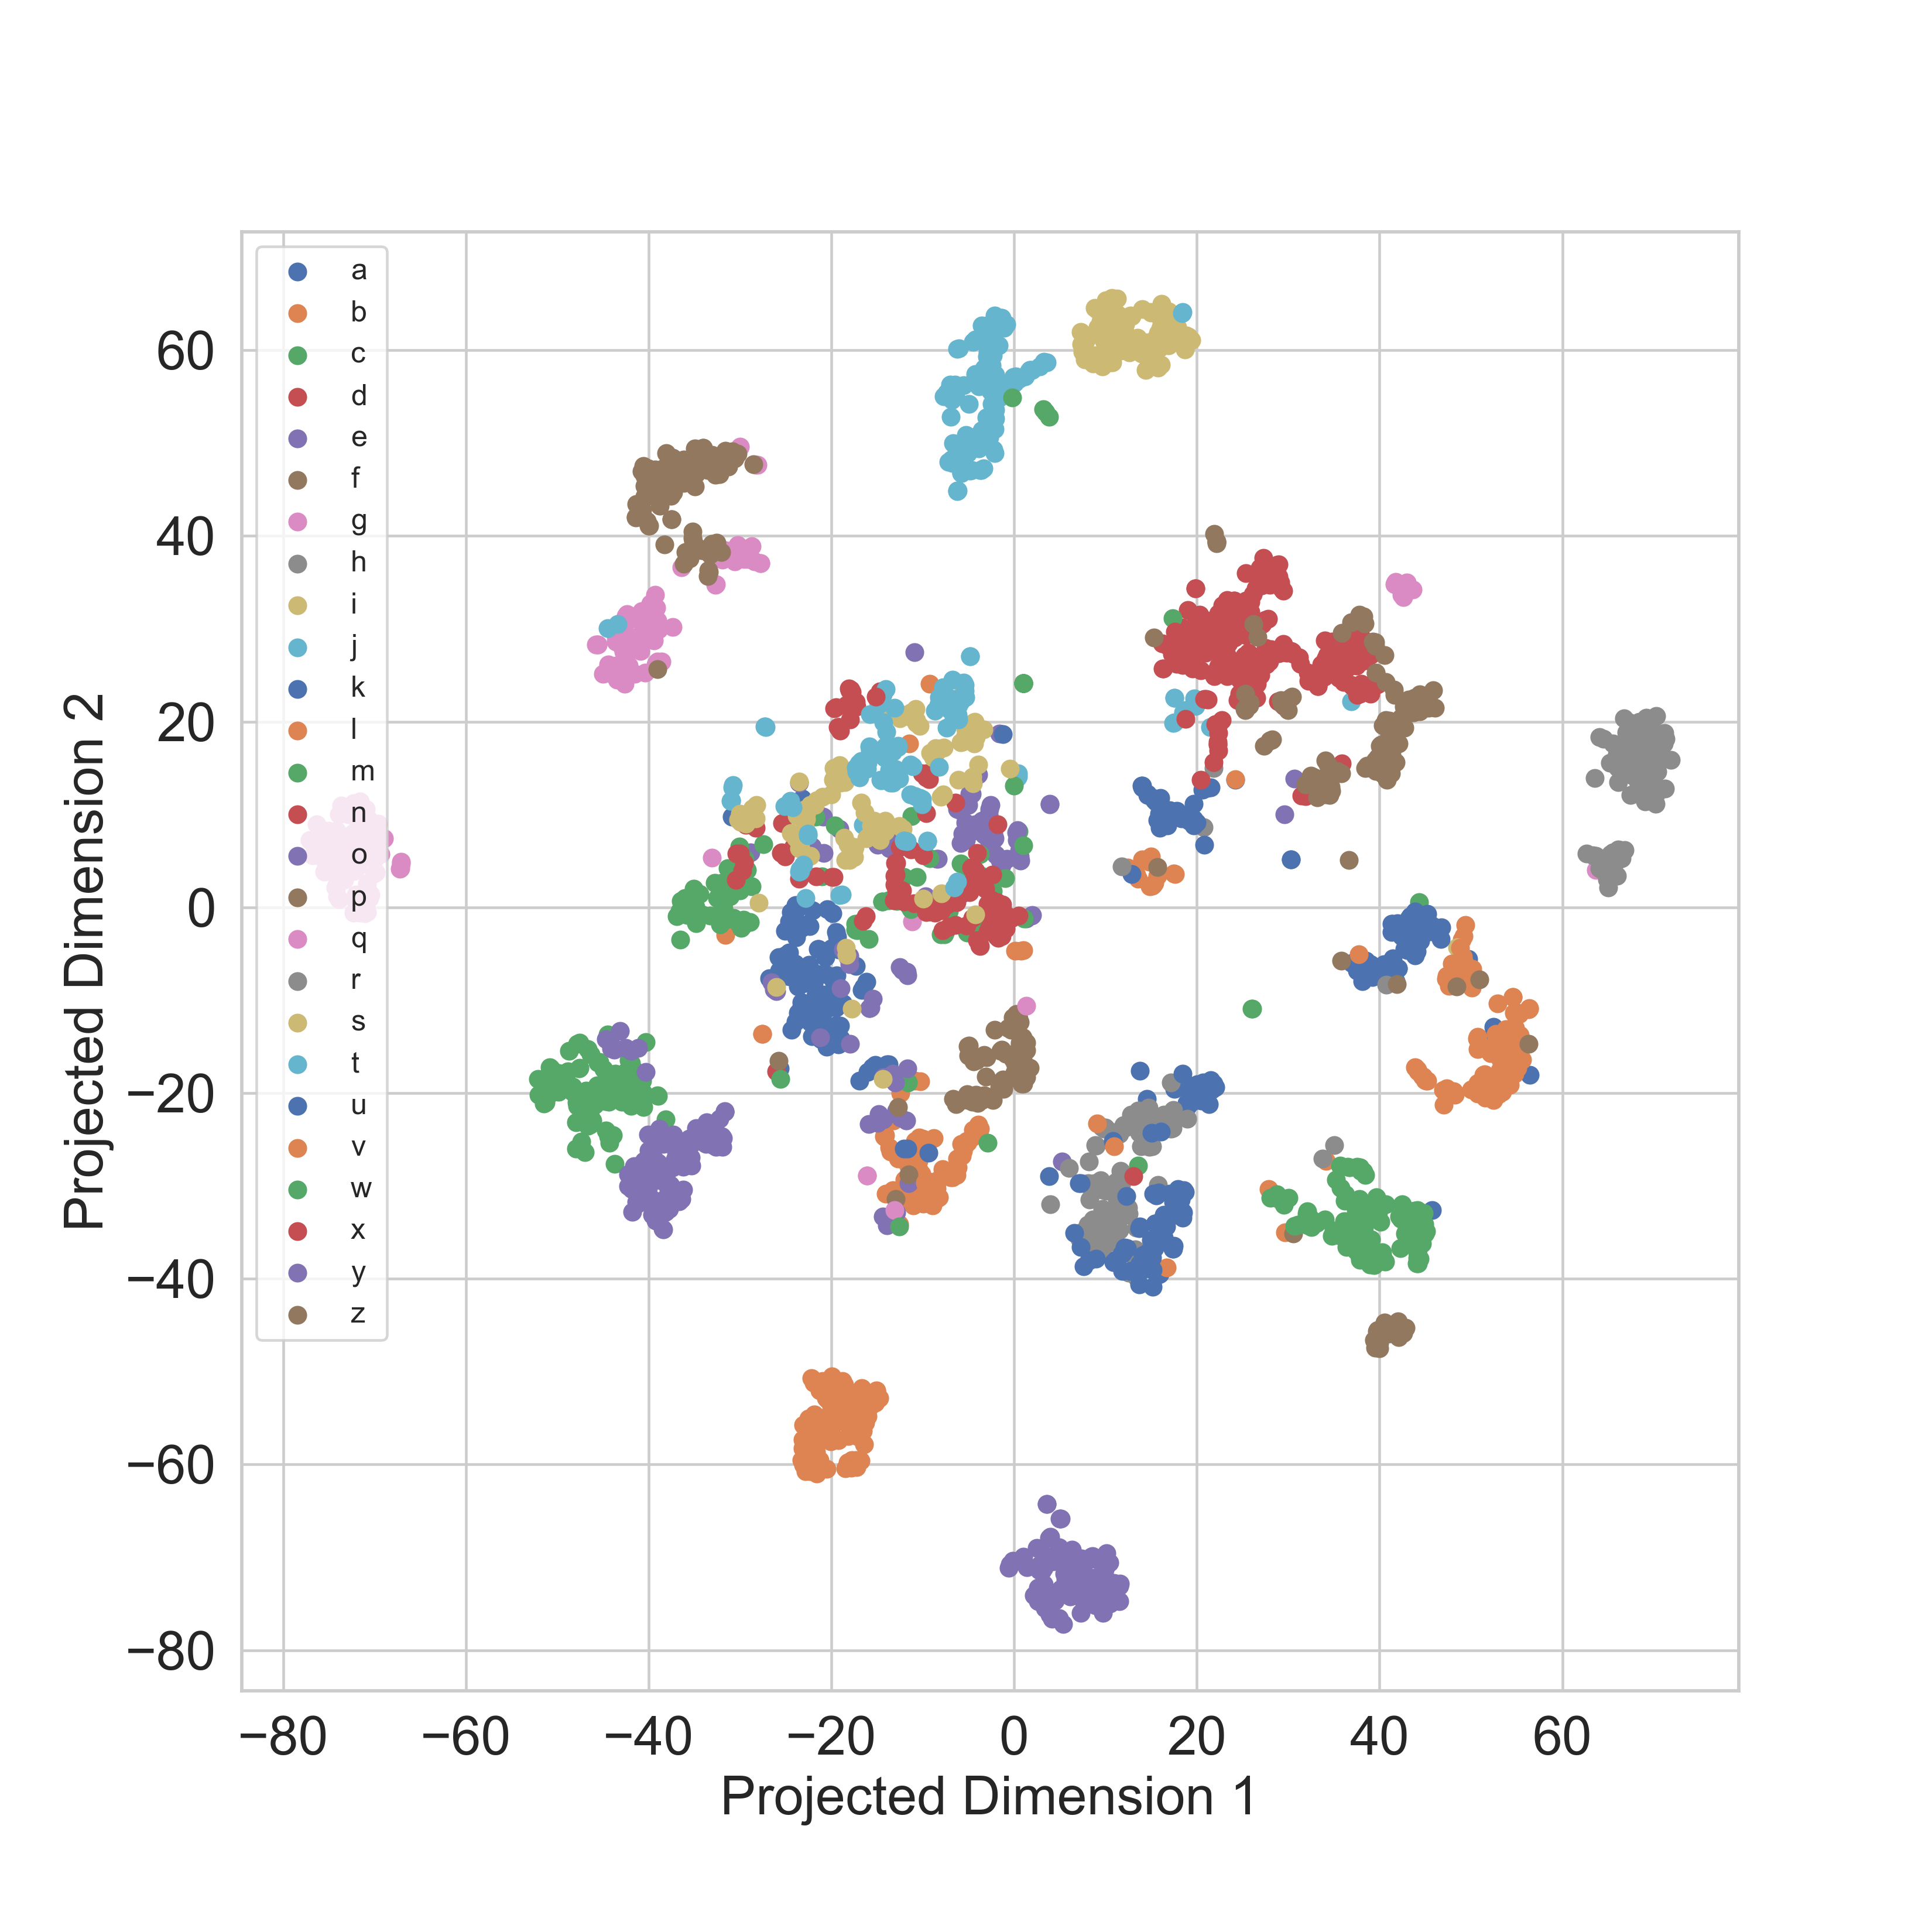 a
b
c
d
e
f
g
h
i
j
k
l
m
n
o
p
q
r
s
t
u
v
w
x
y
z
60
40
20
0
−20
−40
−60
−80
Projected Dimension 2
−80 −60 −40 −20 0 20 40 60
Projected Dimension 1